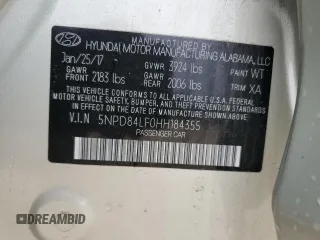 MANUFACTURED BY
HYUNDAI MOTOR MANUFACTURING ALABAMA, LLC
Jan/25/17 GVWR 3924 lbs PAINT WT
GAWR FRONT 2183 lbs GAWR REAR 2006 lbs TRIM XA
THIS VEHICLE CONFORMS TO ALL APPLICABLE FEDERAL
MOTOR VEHICLE SAFETY, BUMPER, AND THEFT PREVENTION
STANDARDS IN EFFECT ON THE DATE OF
MANUFACTURE SHOWN ABOVE.
V.I.N 5NPD84LF0HH184355
PASSENGER CAR
DREAMBID